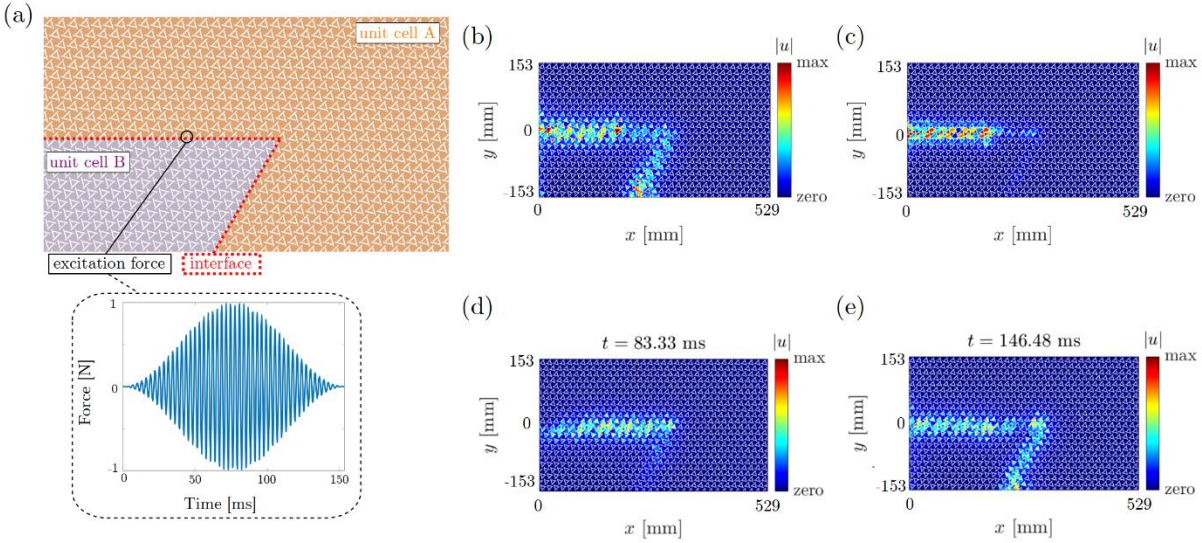 (a)
unit cell A
unit cell B
excitation force
interface
1
0
-1
Force [N]
0
50
100
150
Time [ms]
(b)
|u|
153
0
-153
y [mm]
0
529
x [mm]
max
zero
(c)
|u|
153
0
-153
y [mm]
0
529
x [mm]
max
zero
(d)
t = 83.33 ms
|u|
153
0
-153
y [mm]
0
529
x [mm]
max
zero
(e)
t = 146.48 ms
|u|
153
0
-153
y [mm]
0
529
x [mm]
max
zero